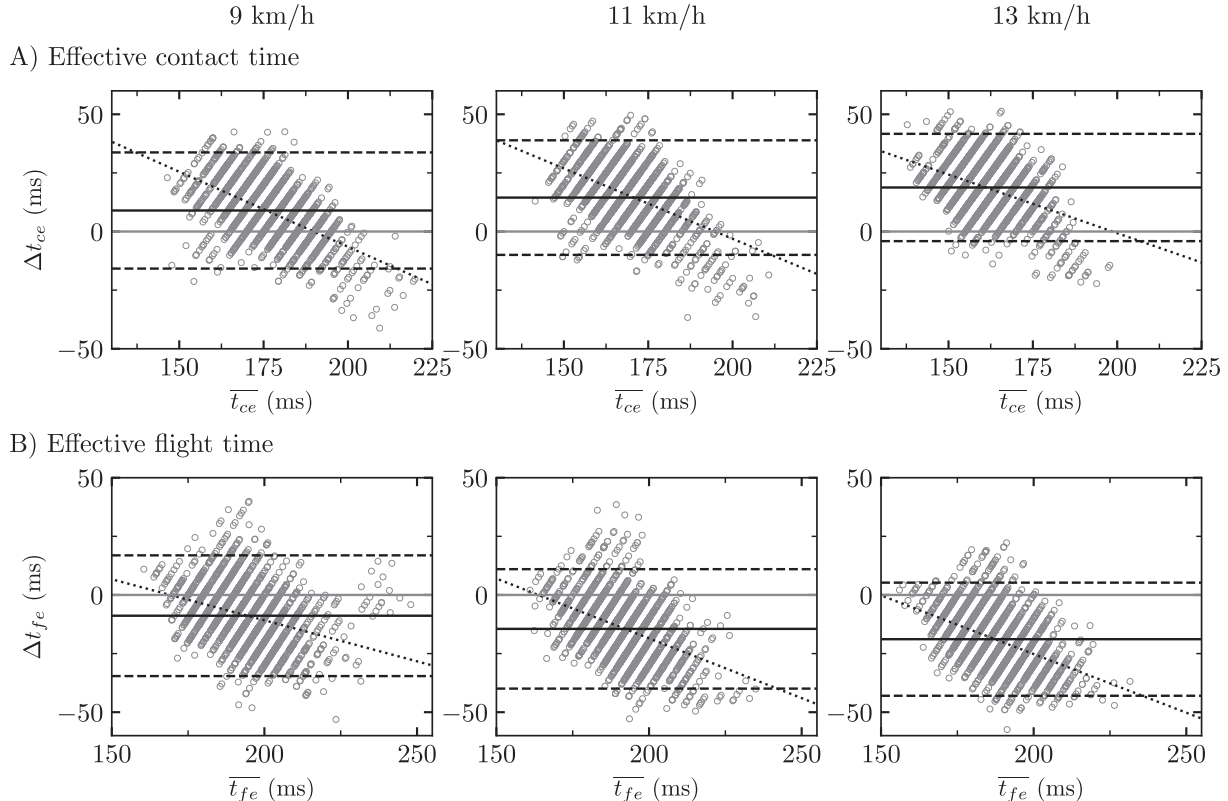 9 km/h 11 km/h 13 km/h
A) Effective contact time
50 50 50
Δt_ce (ms)
0 0 0
−50 −50 −50
150 175 200 225 150 175 200 225 150 175 200 225
t_ce (ms) t_ce (ms) t_ce (ms)
B) Effective flight time
50 50 50
Δt_fe (ms)
0 0 0
−50 −50 −50
150 200 250 150 200 250 150 200 250
t_fe (ms) t_fe (ms) t_fe (ms)